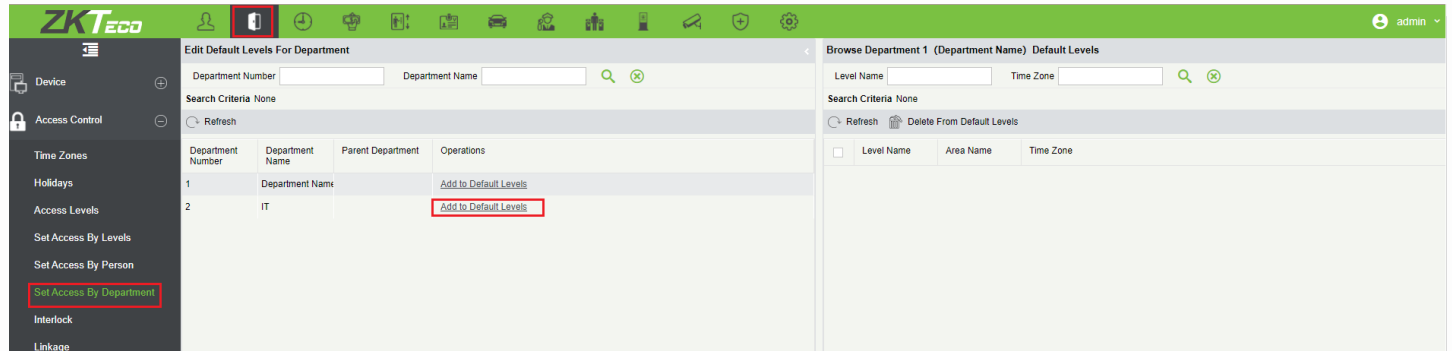 ZKTeco
admin
Device
Access Control
Time Zones
Holidays
Access Levels
Set Access By Levels
Set Access By Person
Set Access By Department
Interlock
Linkage
Edit Default Levels For Department
Department Number Department Name
Search Criteria None
Refresh
Department Number Department Name Parent Department Operations
1 Department Name Add to Default Levels
2 IT Add to Default Levels
Browse Department 1 (Department Name) Default Levels
Level Name Time Zone
Search Criteria None
Refresh Delete From Default Levels
Level Name Area Name Time Zone